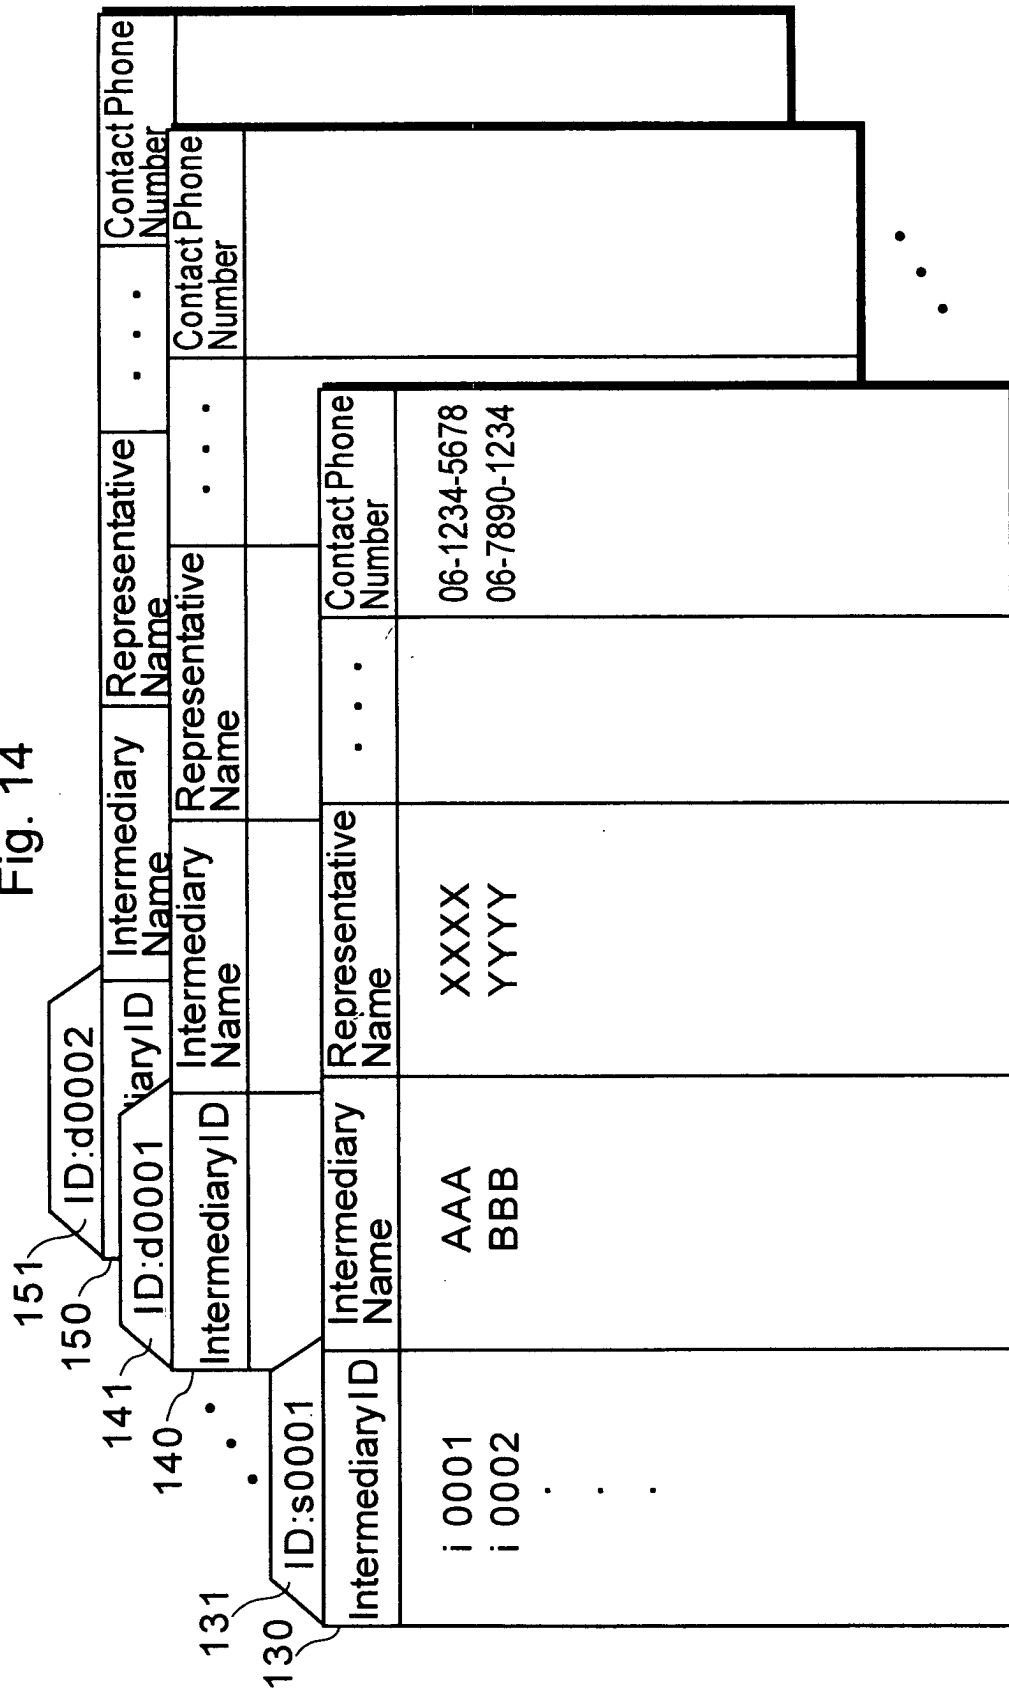 Fig. 14
151
ID:d0002
150
iary ID
Intermediary
Name
Representative
Name
. . .
Contact Phone
Number
141
ID:d0001
140
Intermediary ID
Intermediary
Name
Representative
Name
. . .
Contact Phone
Number
131
ID:s0001
130
Intermediary ID
Intermediary
Name
Representative
Name
. . .
Contact Phone
Number
i 0001 AAA XXXX 06-1234-5678
i 0002 BBB YYYY 06-7890-1234
. . .